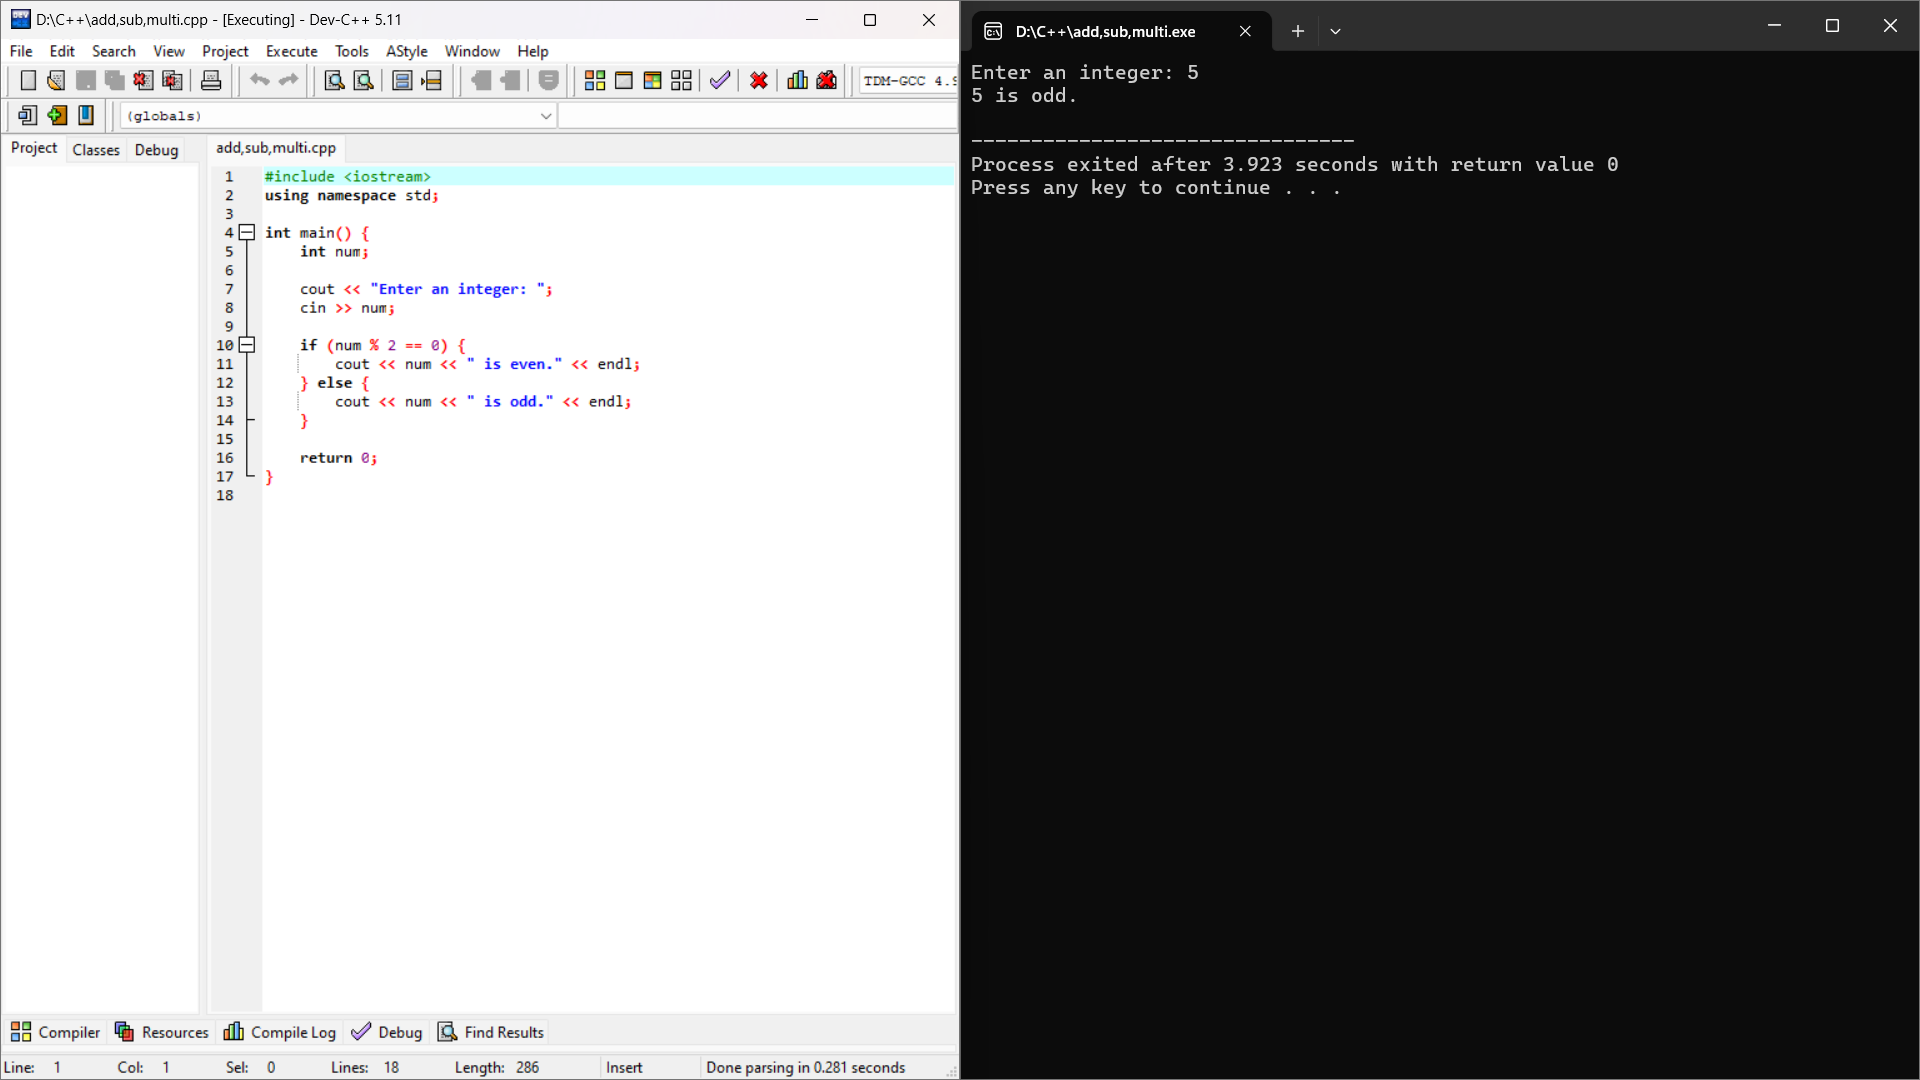 D:\C++\add,sub,multi.cpp - [Executing] - Dev-C++ 5.11
File Edit Search View Project Execute Tools AStyle Window Help
TDM-GCC 4.9
(globals)
Project Classes Debug
add,sub,multi.cpp
1 #include <iostream>
2 using namespace std;
3
4 int main() {
5     int num;
6
7     cout << "Enter an integer: ";
8     cin >> num;
9
10     if (num % 2 == 0) {
11         cout << num << " is even." << endl;
12     } else {
13         cout << num << " is odd." << endl;
14     }
15
16     return 0;
17 }
18
Compiler Resources Compile Log Debug Find Results
Line: 1 Col: 1 Sel: 0 Lines: 18 Length: 286 Insert Done parsing in 0.281 seconds
D:\C++\add,sub,multi.exe
Enter an integer: 5
5 is odd.
--------------------------------
Process exited after 3.923 seconds with return value 0
Press any key to continue . . .